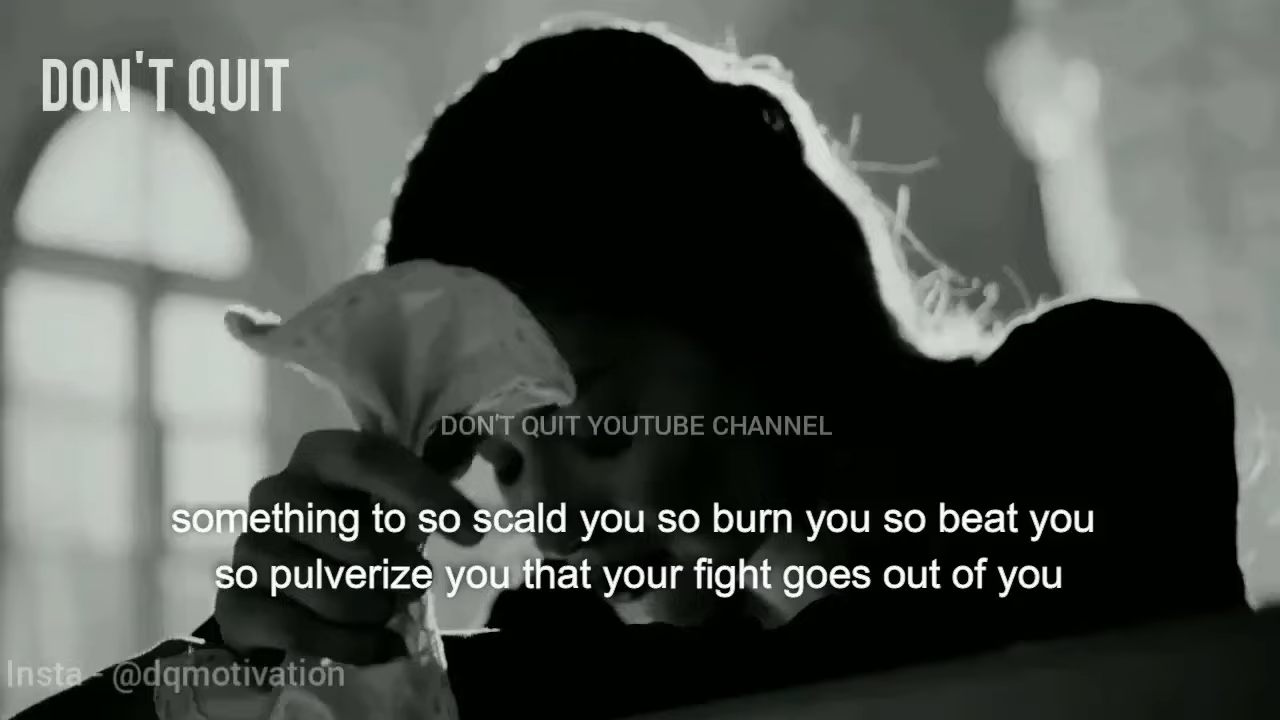 DON'T QUIT
DON'T QUIT YOUTUBE CHANNEL
something to so scald you so burn you so beat you
so pulverize you that your fight goes out of you
Insta - @dqmotivation